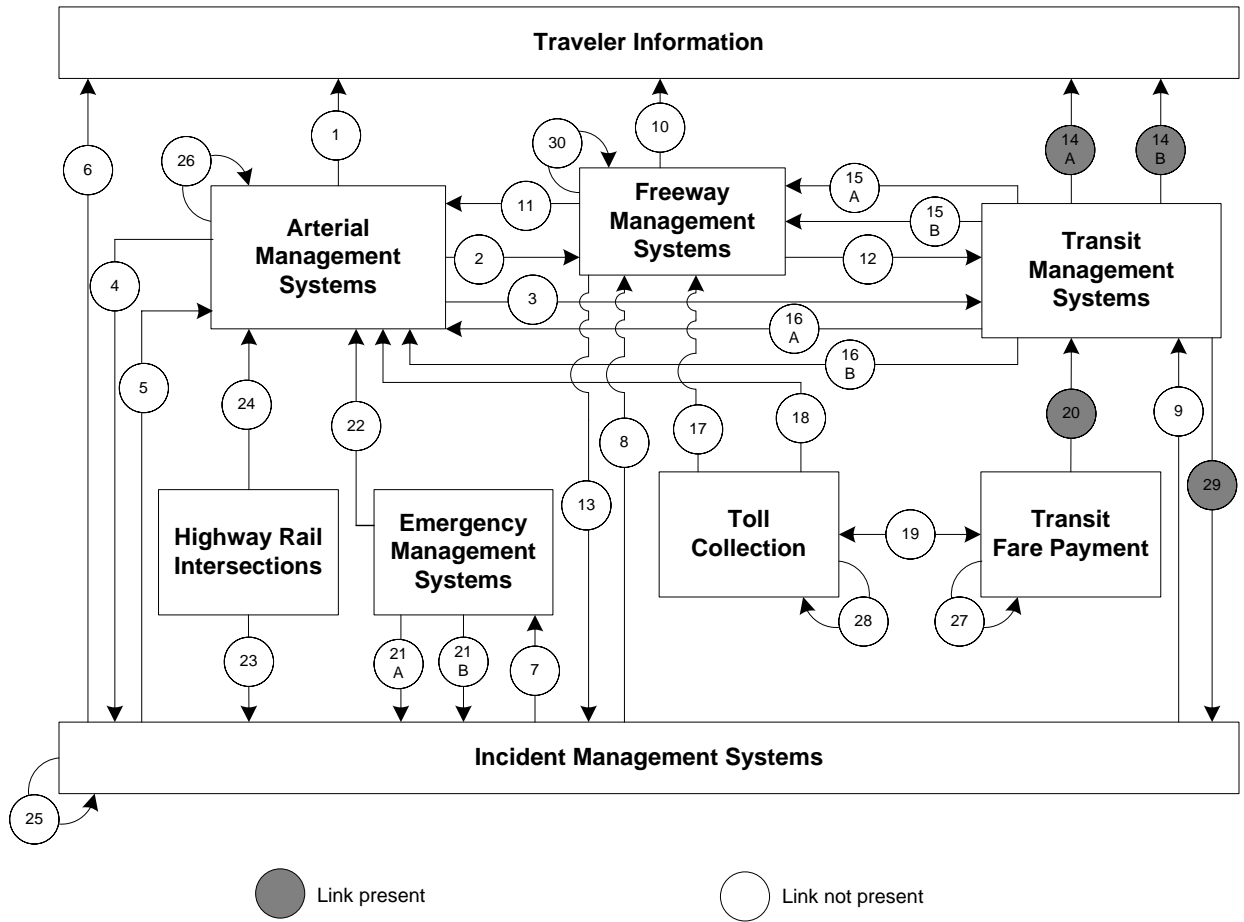 Traveler Information
6
1
10
14
A
14
B
26
30
15
A
15
B
11
Freeway
Management
Systems
Arterial
Management
Systems
2
12
Transit
Management
Systems
4
3
16
A
16
B
5
24
22
8
17
18
20
9
29
13
Highway Rail
Intersections
Emergency
Management
Systems
Toll
Collection
19
Transit
Fare Payment
23
21
A
21
B
7
28
27
Incident Management Systems
25
Link present
Link not present